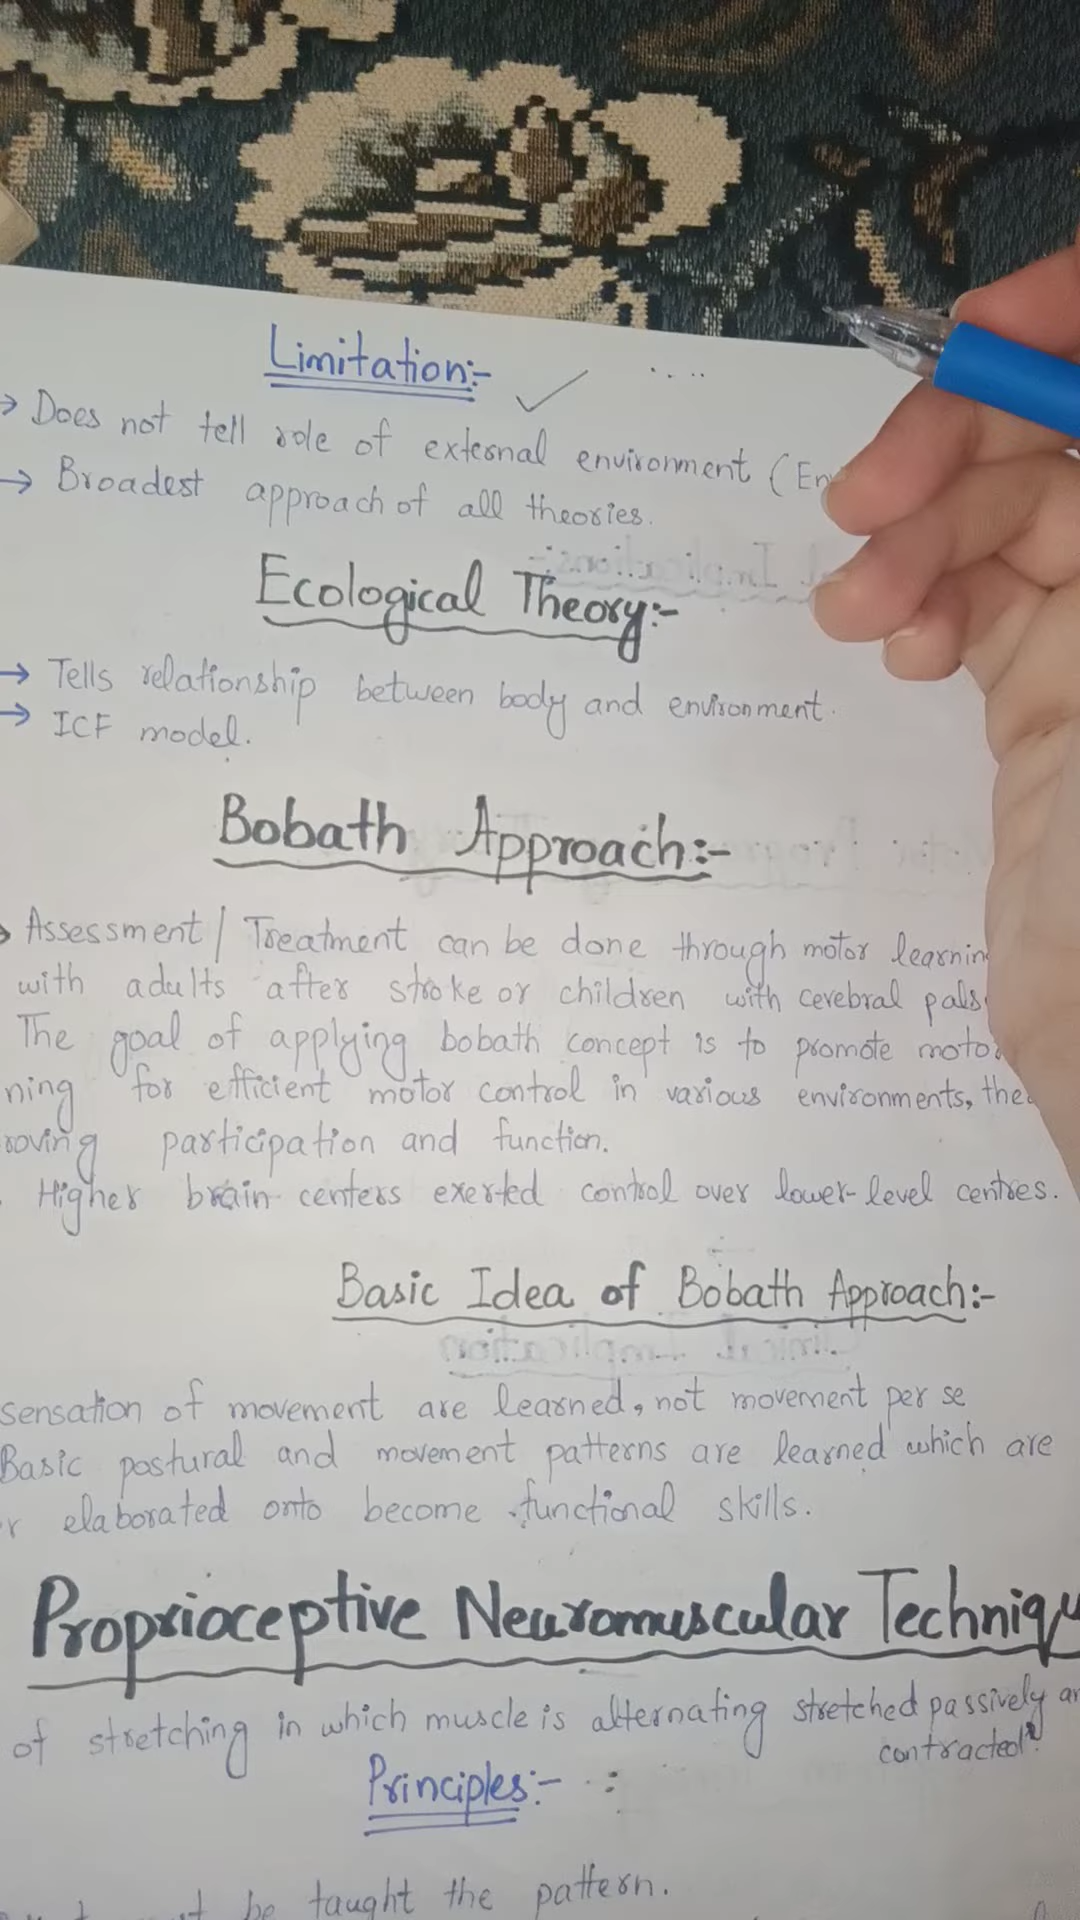 Limitation:-
→ Does not tell role of external environment (En
→ Broadest approach of all theories.
Ecological Theory:-
→ Tells relationship between body and environment.
→ ICF model.
Bobath Approach:-
→ Assessment / Treatment can be done through motor learnin
with adults after stroke or children with cerebral pals
The goal of applying bobath concept is to promote moto
ning for efficient motor control in various environments, the
roving participation and function.
Higher brain centers exerted control over lower-level centres.
Basic Idea of Bobath Approach:-
sensation of movement are learned, not movement per se
Basic postural and movement patterns are learned which are
r elaborated onto become functional skills.
Proprioceptive Neuromuscular Techniqu
of stretching in which muscle is alternating stretched passively an
contracted.
Principles:-
be taught the pattern.